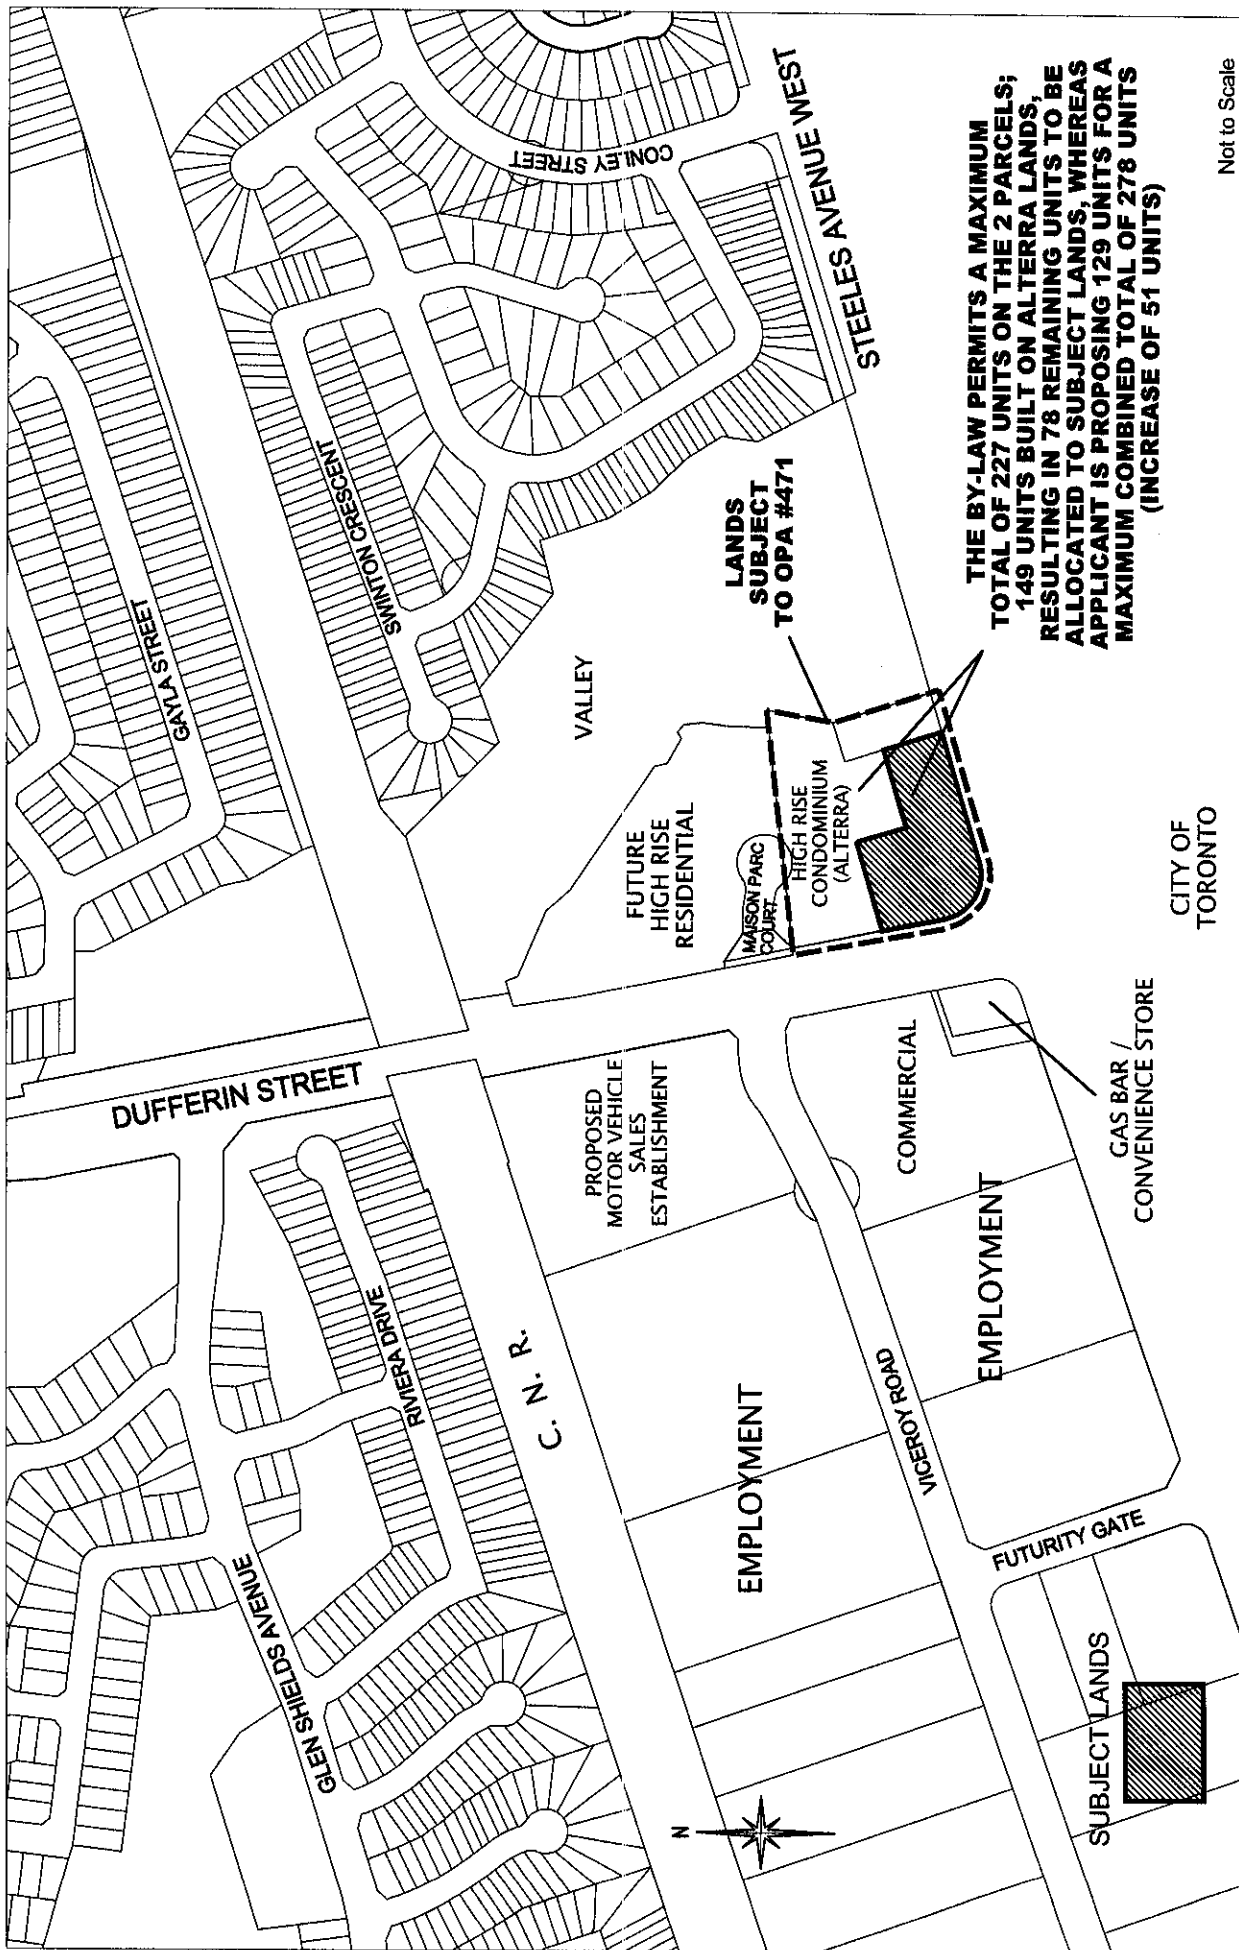 GAYLA STREET
SWINTON CRESCENT
CONLEY STREET
STEELES AVENUE WEST
DUFFERIN STREET
RIVIERA DRIVE
GLEN SHIELDS AVENUE
C. N. R.
VALLEY
FUTURE
HIGH RISE
RESIDENTIAL
MAISON PARC
COURT
HIGH RISE
CONDOMINIUM
(ALTERRA)
LANDS
SUBJECT
TO OPA #471
THE BY-LAW PERMITS A MAXIMUM
TOTAL OF 227 UNITS ON THE 2 PARCELS;
149 UNITS BUILT ON ALTERRA LANDS,
RESULTING IN 78 REMAINING UNITS TO BE
ALLOCATED TO SUBJECT LANDS, WHEREAS
APPLICANT IS PROPOSING 129 UNITS FOR A
MAXIMUM COMBINED TOTAL OF 278 UNITS
(INCREASE OF 51 UNITS)
PROPOSED
MOTOR VEHICLE
SALES
ESTABLISHMENT
COMMERCIAL
GAS BAR /
CONVENIENCE STORE
EMPLOYMENT
EMPLOYMENT
VICEROY ROAD
FUTURITY GATE
CITY OF
TORONTO
N
SUBJECT LANDS
Not to Scale